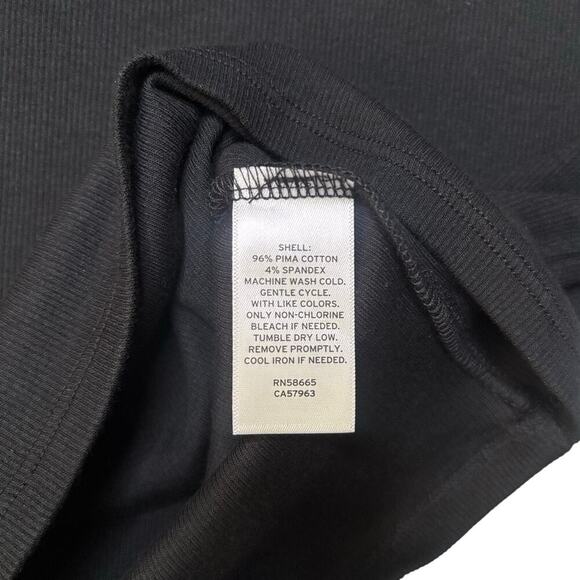 SHELL:
96% PIMA COTTON
4% SPANDEX
MACHINE WASH COLD.
GENTLE CYCLE.
WITH LIKE COLORS.
ONLY NON-CHLORINE
BLEACH IF NEEDED.
TUMBLE DRY LOW.
REMOVE PROMPTLY.
COOL IRON IF NEEDED.
RN58665
CA57963